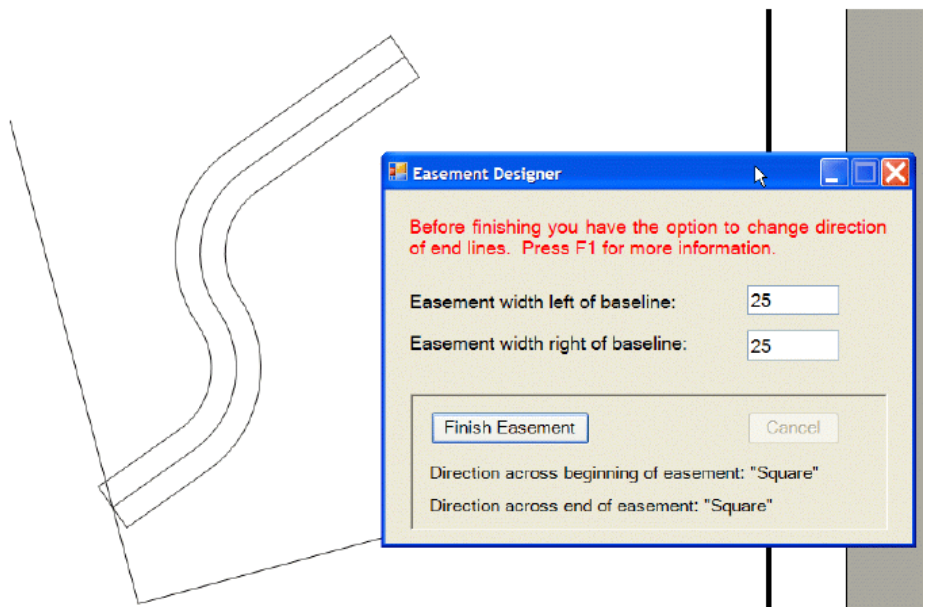 Easement Designer
Before finishing you have the option to change direction
of end lines. Press F1 for more information.
Easement width left of baseline: 25
Easement width right of baseline: 25
Finish Easement Cancel
Direction across beginning of easement: "Square"
Direction across end of easement: "Square"